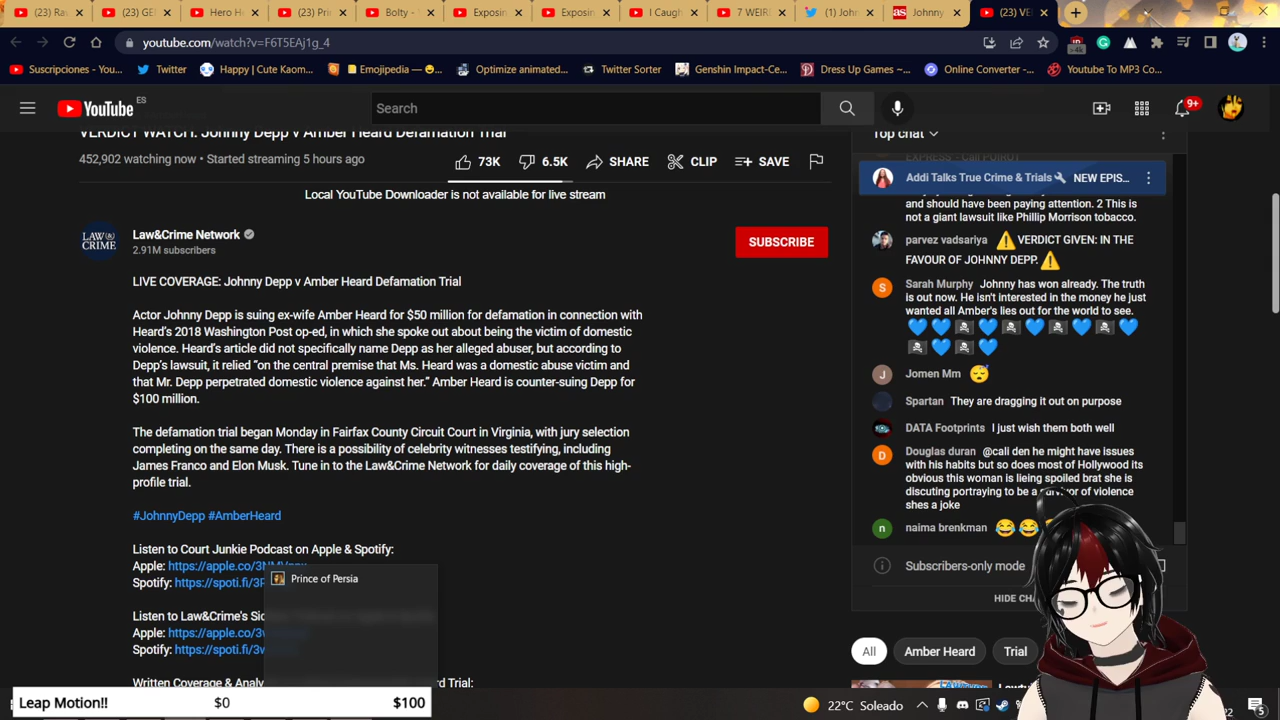 (23) Ra
(23) GE
Hero H
(23) Pri
Bolty -
Exposin
Exposin
I Caugh
7 WEIR
(1) John
Johnny
(23) VE
youtube.com/watch?v=F6T5EAj1g_4
Suscripciones - You...
Twitter
Happy | Cute Kaom...
Emojipedia — 😄...
Optimize animated...
Twitter Sorter
Genshin Impact-Ce...
Dress Up Games ~...
Online Converter -...
Youtube To MP3 Co...
YouTube ES
Search
9+
VERDICT WATCH: Johnny Depp v Amber Heard Defamation Trial
452,902 watching now • Started streaming 5 hours ago
73K
6.5K
SHARE
CLIP
SAVE
Local YouTube Downloader is not available for live stream
LAW& CRIME
Law&Crime Network
2.91M subscribers
SUBSCRIBE
LIVE COVERAGE: Johnny Depp v Amber Heard Defamation Trial
Actor Johnny Depp is suing ex-wife Amber Heard for $50 million for defamation in connection with
Heard's 2018 Washington Post op-ed, in which she spoke out about being the victim of domestic
violence. Heard's article did not specifically name Depp as her alleged abuser, but according to
Depp's lawsuit, it relied "on the central premise that Ms. Heard was a domestic abuse victim and
that Mr. Depp perpetrated domestic violence against her." Amber Heard is counter-suing Depp for
$100 million.
The defamation trial began Monday in Fairfax County Circuit Court in Virginia, with jury selection
completing on the same day. There is a possibility of celebrity witnesses testifying, including
James Franco and Elon Musk. Tune in to the Law&Crime Network for daily coverage of this high-
profile trial.
#JohnnyDepp #AmberHeard
Listen to Court Junkie Podcast on Apple & Spotify:
Apple: https://apple.co/3
Spotify: https://spoti.fi/3
Prince of Persia
Listen to Law&Crime's
Apple: https://apple.co/3
Spotify: https://spoti.fi/3
Written Coverage &
Trial:
Top chat
EXPRESS - Call POIROT
Addi Talks True Crime & Trials NEW EPIS...
and should have been paying attention. 2 This is
not a giant lawsuit like Phillip Morrison tobacco.
parvez vadsariya ⚠️VERDICT GIVEN: IN THE
FAVOUR OF JOHNNY DEPP.⚠️
Sarah Murphy Johnny has won already. The truth
is out now. He isn't interested in the money he just
wanted all Amber's lies out for the world to see.
💙💙🏴‍☠️💙🏴‍☠️💙🏴‍☠️💙🏴‍☠️💙
🏴‍☠️💙🏴‍☠️💙
Jomen Mm 😴
Spartan They are dragging it out on purpose
DATA Footprints I just wish them both well
Douglas duran @cali den he might have issues
with his habits but so does most of Hollywood its
obvious this woman is lieing spoiled brat she is
discuting portraying to be a survivor of violence
shes a joke
naima brenkman 😂😂
Subscribers-only mode
HIDE
All
Amber Heard
Trial
Leap Motion!! $0 $100
22°C Soleado
5